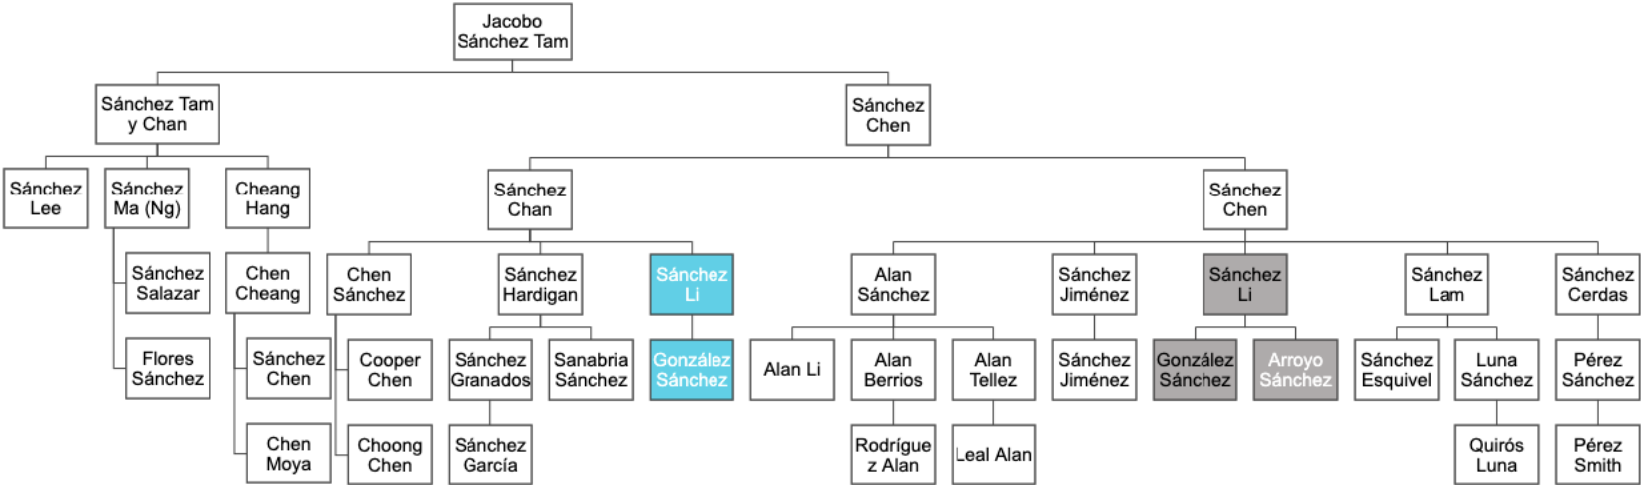 Jacobo
Sánchez Tam
Sánchez Tam
y Chan
Sánchez
Chen
Sánchez
Lee
Sánchez
Ma (Ng)
Cheang
Hang
Sánchez
Chan
Sánchez
Chen
Sánchez
Salazar
Chen
Cheang
Chen
Sánchez
Sánchez
Hardigan
Sánchez
Li
Alan
Sánchez
Sánchez
Jiménez
Sánchez
Li
Sánchez
Lam
Sánchez
Cerdas
Flores
Sánchez
Sánchez
Chen
Cooper
Chen
Sánchez
Granados
Sanabria
Sánchez
González
Sánchez
Alan Li
Alan
Berrios
Alan
Tellez
Sánchez
Jiménez
González
Sánchez
Arroyo
Sánchez
Sánchez
Esquivel
Luna
Sánchez
Pérez
Sánchez
Chen
Moya
Choong
Chen
Sánchez
García
Rodrígue
z Alan
Leal Alan
Quirós
Luna
Pérez
Smith